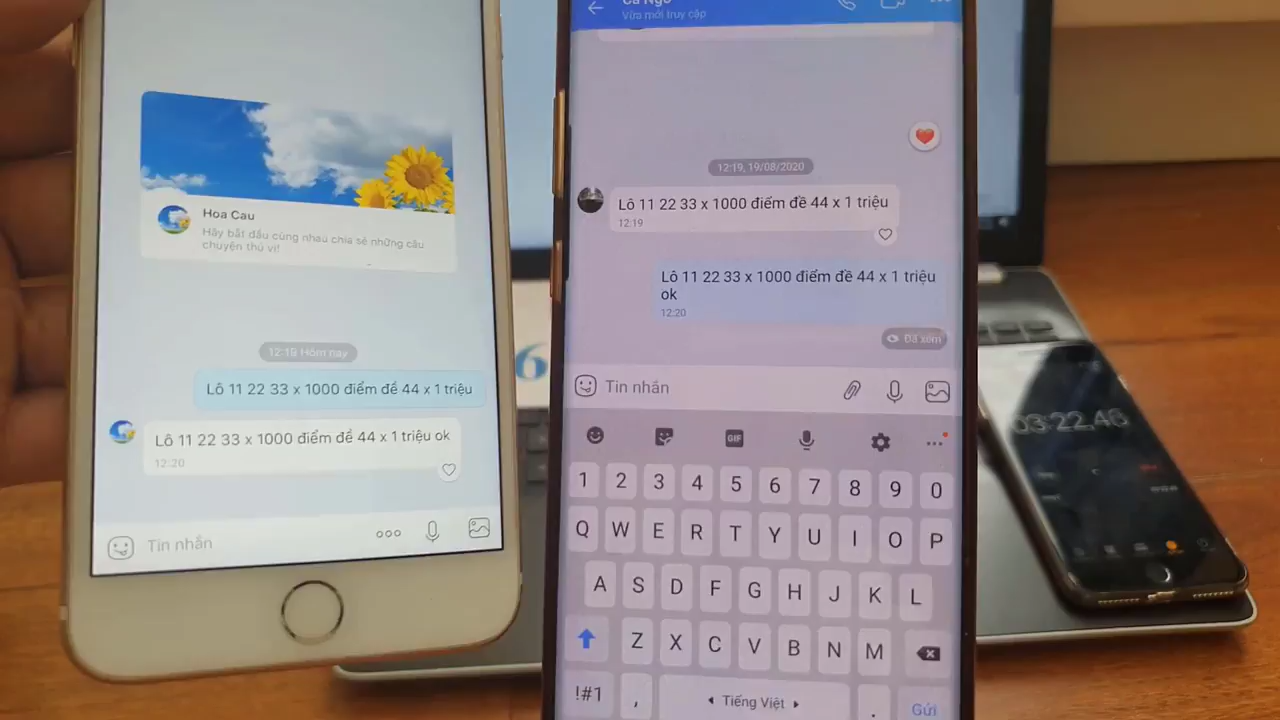 Hoa Cau
Hãy bắt đầu cùng nhau chia sẻ những câu
chuyện thú vị!
12:19 Hôm nay
Lô 11 22 33 x 1000 điểm đề 44 x 1 triệu
Lô 11 22 33 x 1000 điểm đề 44 x 1 triệu ok
12:20
Tin nhắn
Vừa mới truy cập
12:19, 19/08/2020
Lô 11 22 33 x 1000 điểm đề 44 x 1 triệu
12:19
Lô 11 22 33 x 1000 điểm đề 44 x 1 triệu
ok
12:20
Đã xem
Tin nhắn
GIF
1 2 3 4 5 6 7 8 9 0
Q W E R T Y U I O P
A S D F G H J K L
Z X C V B N M
!#1 , Tiếng Việt . Gửi
6
03:22,46